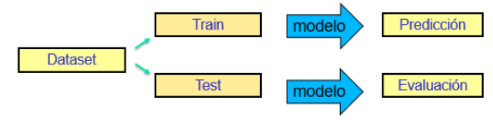 Train
modelo
Predicción
Dataset
Test
modelo
Evaluación